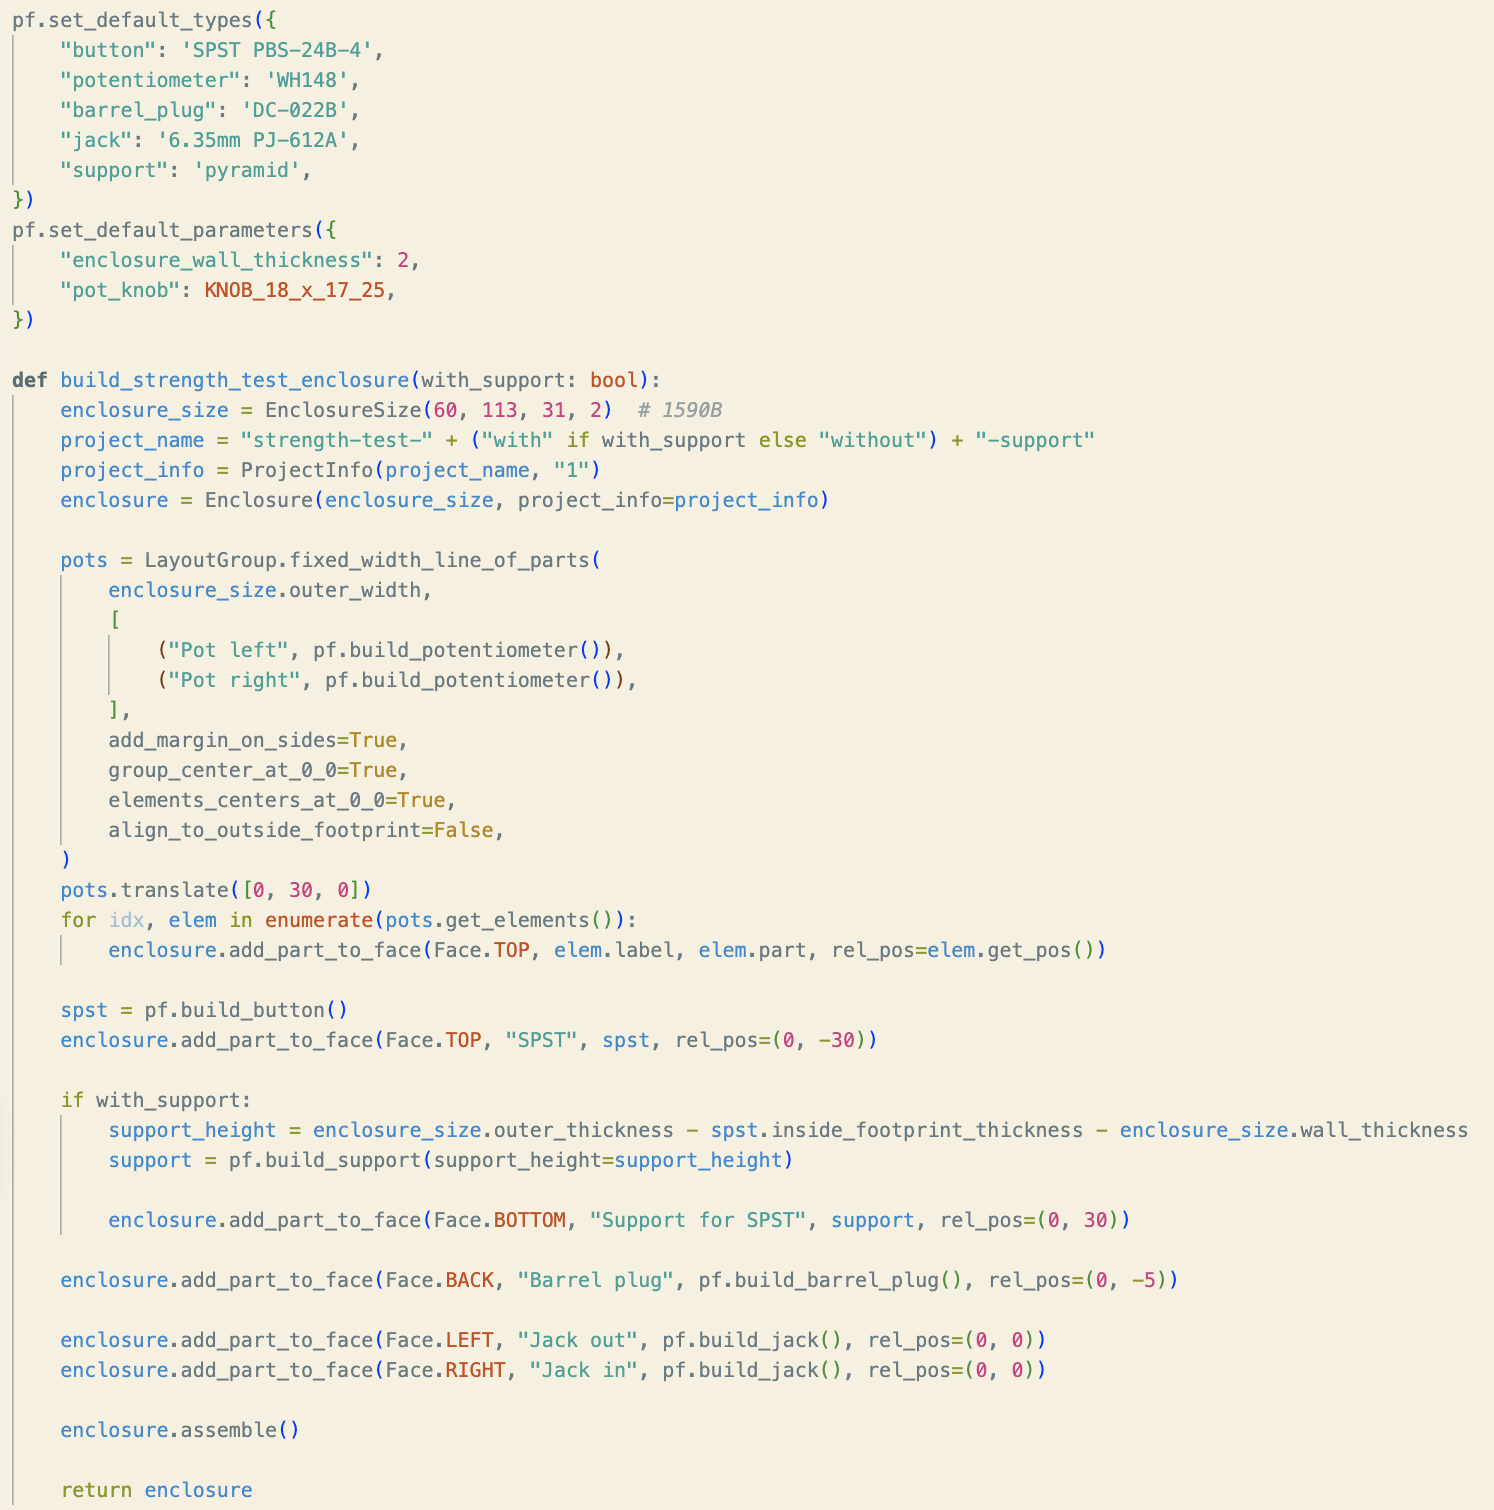 pf.set_default_types({
    "button": 'SPST PBS-24B-4',
    "potentiometer": 'WH148',
    "barrel_plug": 'DC-022B',
    "jack": '6.35mm PJ-612A',
    "support": 'pyramid',
})
pf.set_default_parameters({
    "enclosure_wall_thickness": 2,
    "pot_knob": KNOB_18_x_17_25,
})

def build_strength_test_enclosure(with_support: bool):
    enclosure_size = EnclosureSize(60, 113, 31, 2)  # 1590B
    project_name = "strength-test-" + ("with" if with_support else "without") + "-support"
    project_info = ProjectInfo(project_name, "1")
    enclosure = Enclosure(enclosure_size, project_info=project_info)

    pots = LayoutGroup.fixed_width_line_of_parts(
        enclosure_size.outer_width,
        [
            ("Pot left", pf.build_potentiometer()),
            ("Pot right", pf.build_potentiometer()),
        ],
        add_margin_on_sides=True,
        group_center_at_0_0=True,
        elements_centers_at_0_0=True,
        align_to_outside_footprint=False,
    )
    pots.translate([0, 30, 0])
    for idx, elem in enumerate(pots.get_elements()):
        enclosure.add_part_to_face(Face.TOP, elem.label, elem.part, rel_pos=elem.get_pos())

    spst = pf.build_button()
    enclosure.add_part_to_face(Face.TOP, "SPST", spst, rel_pos=(0, -30))

    if with_support:
        support_height = enclosure_size.outer_thickness - spst.inside_footprint_thickness - enclosure_size.wall_thickness
        support = pf.build_support(support_height=support_height)

        enclosure.add_part_to_face(Face.BOTTOM, "Support for SPST", support, rel_pos=(0, 30))

    enclosure.add_part_to_face(Face.BACK, "Barrel plug", pf.build_barrel_plug(), rel_pos=(0, -5))

    enclosure.add_part_to_face(Face.LEFT, "Jack out", pf.build_jack(), rel_pos=(0, 0))
    enclosure.add_part_to_face(Face.RIGHT, "Jack in", pf.build_jack(), rel_pos=(0, 0))

    enclosure.assemble()

    return enclosure